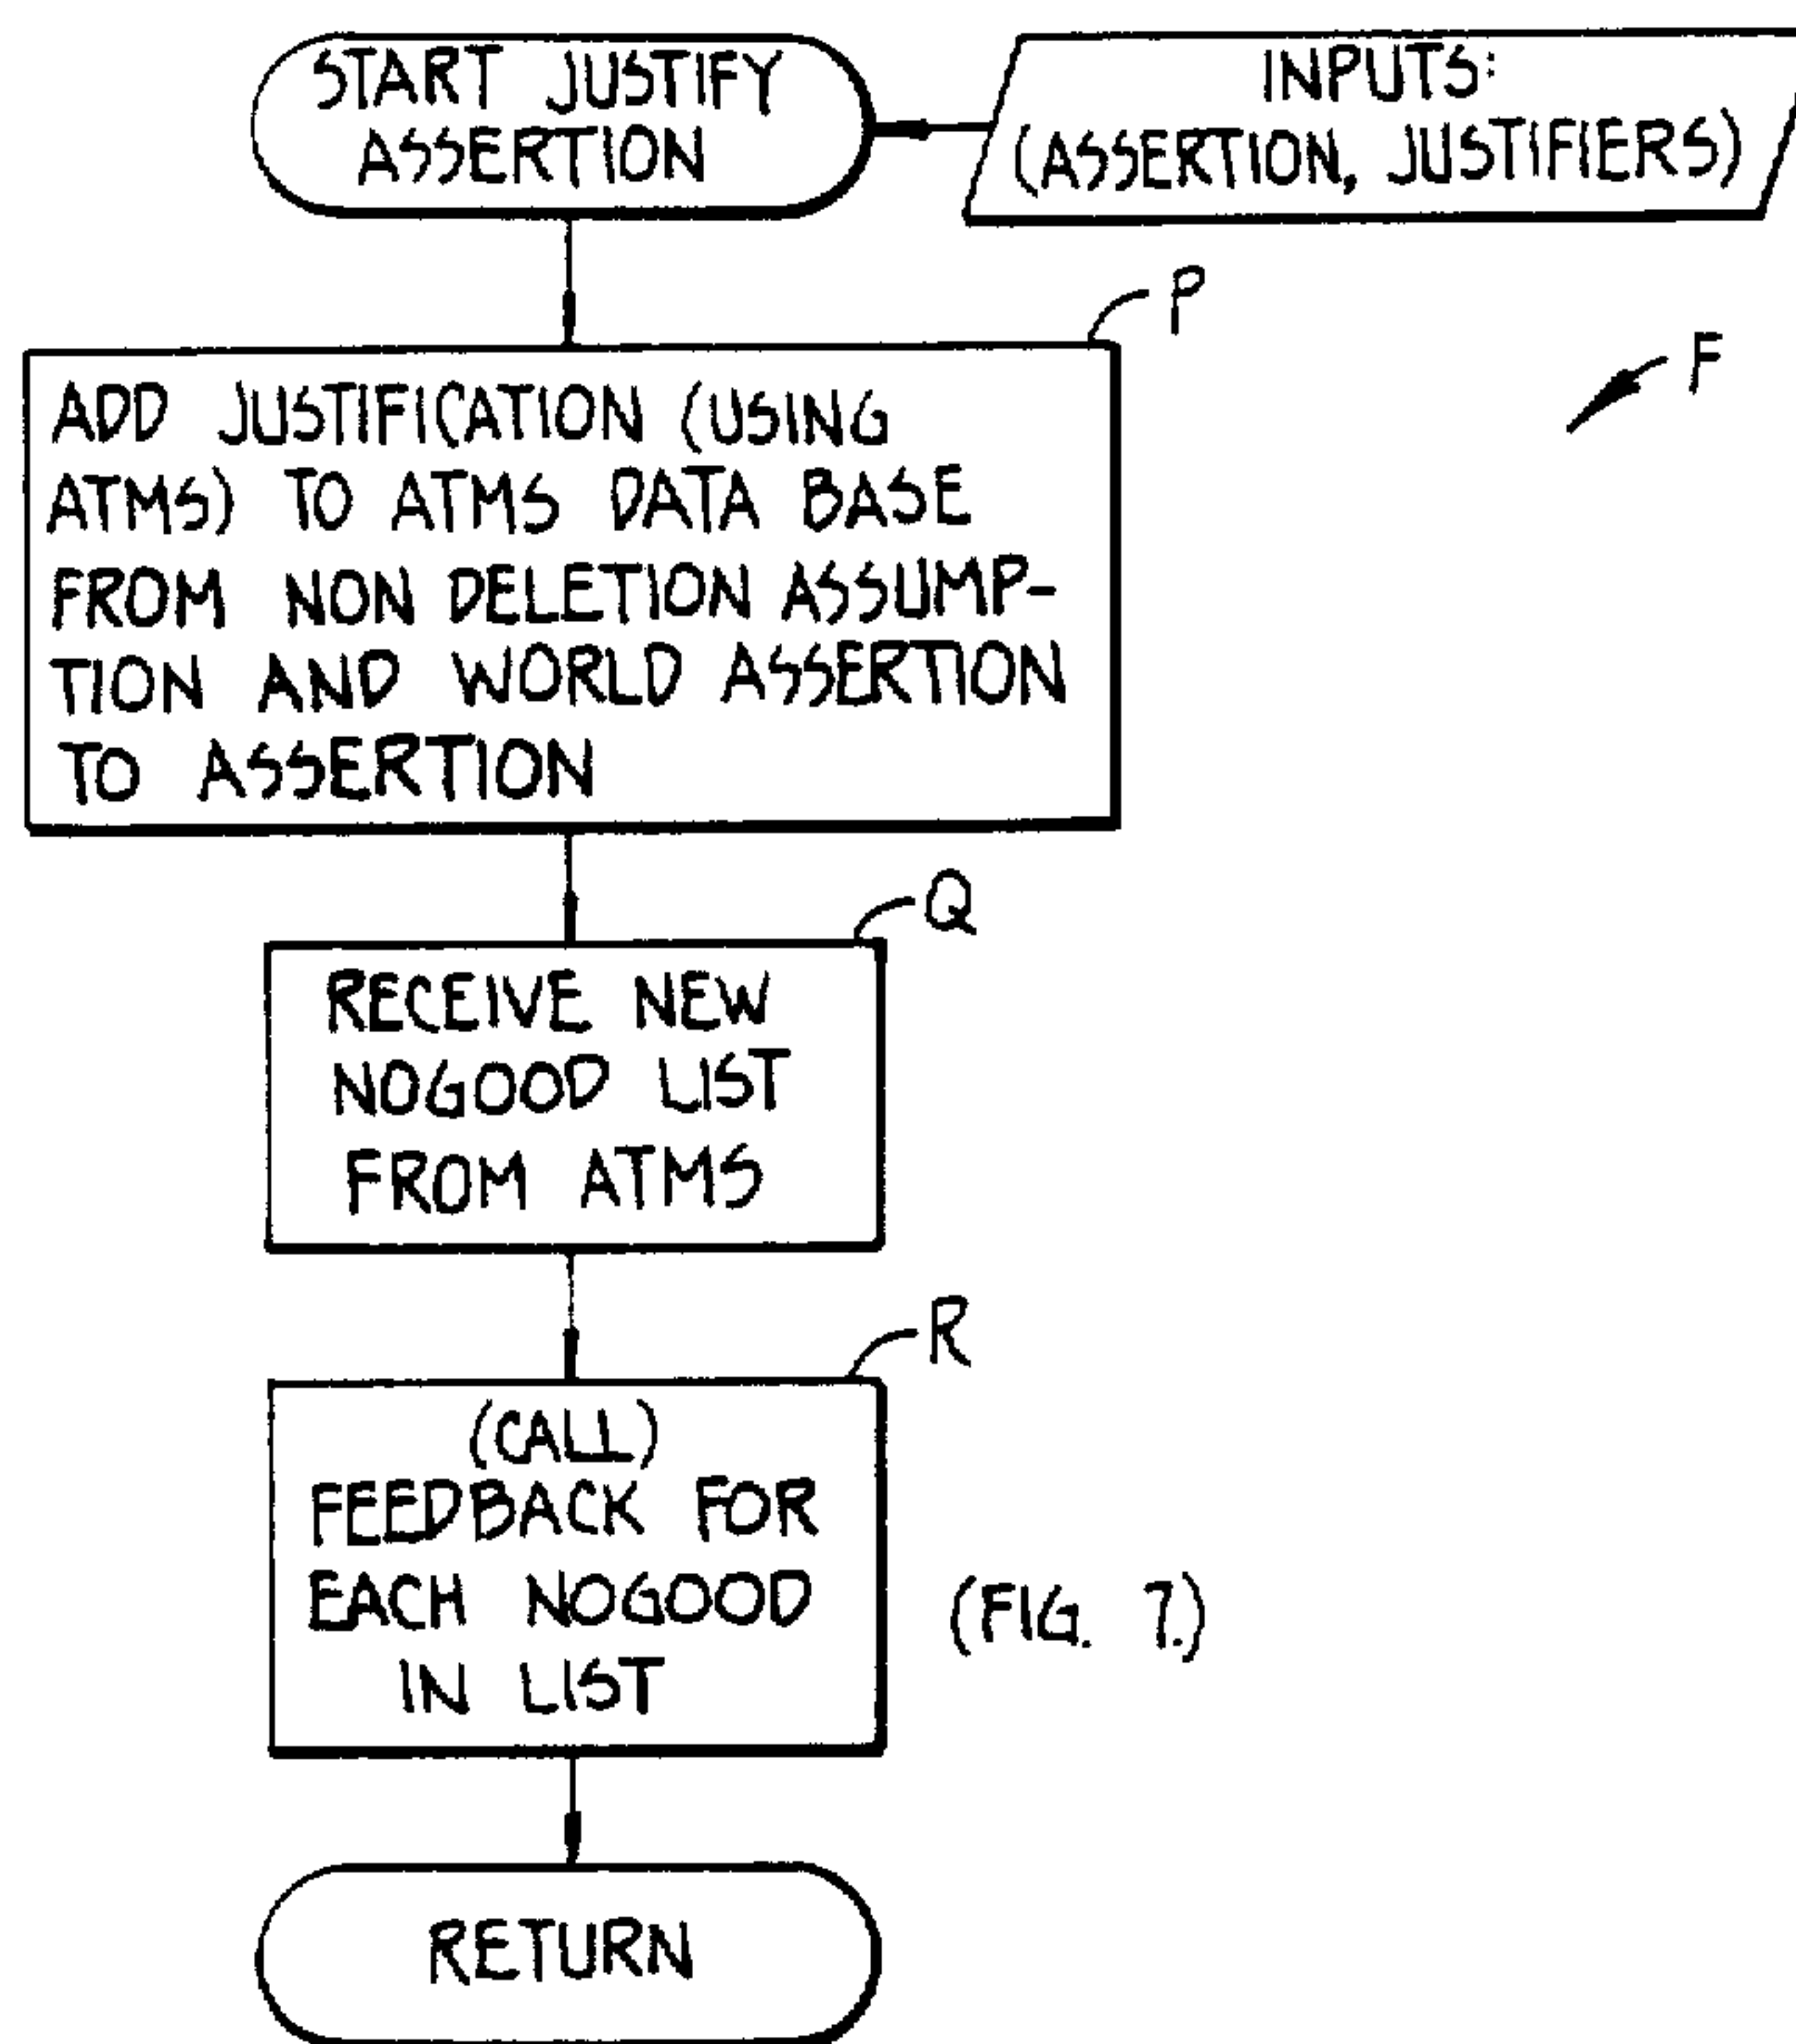 START JUSTIFY
ASSERTION
INPUTS:
(ASSERTION, JUSTIFIERS)
P
F
ADD JUSTIFICATION (USING
ATMS) TO ATMS DATA BASE
FROM NON DELETION ASSUMP-
TION AND WORLD ASSERTION
TO ASSERTION
Q
RECEIVE NEW
NOGOOD LIST
FROM ATMS
R
(CALL)
FEEDBACK FOR
EACH NOGOOD
IN LIST
(FIG. 7.)
RETURN